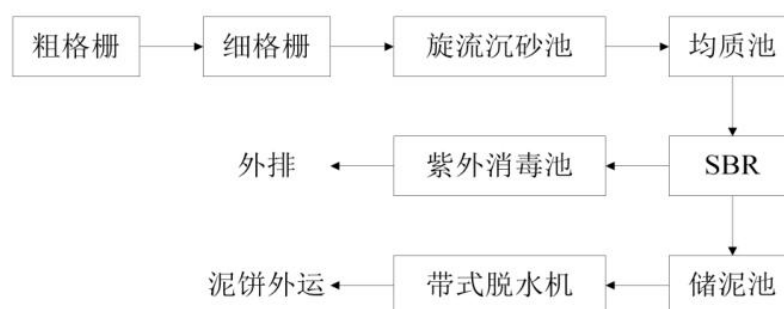 粗格栅
细格栅
旋流沉砂池
均质池
外排
紫外消毒池
SBR
泥饼外运
带式脱水机
储泥池